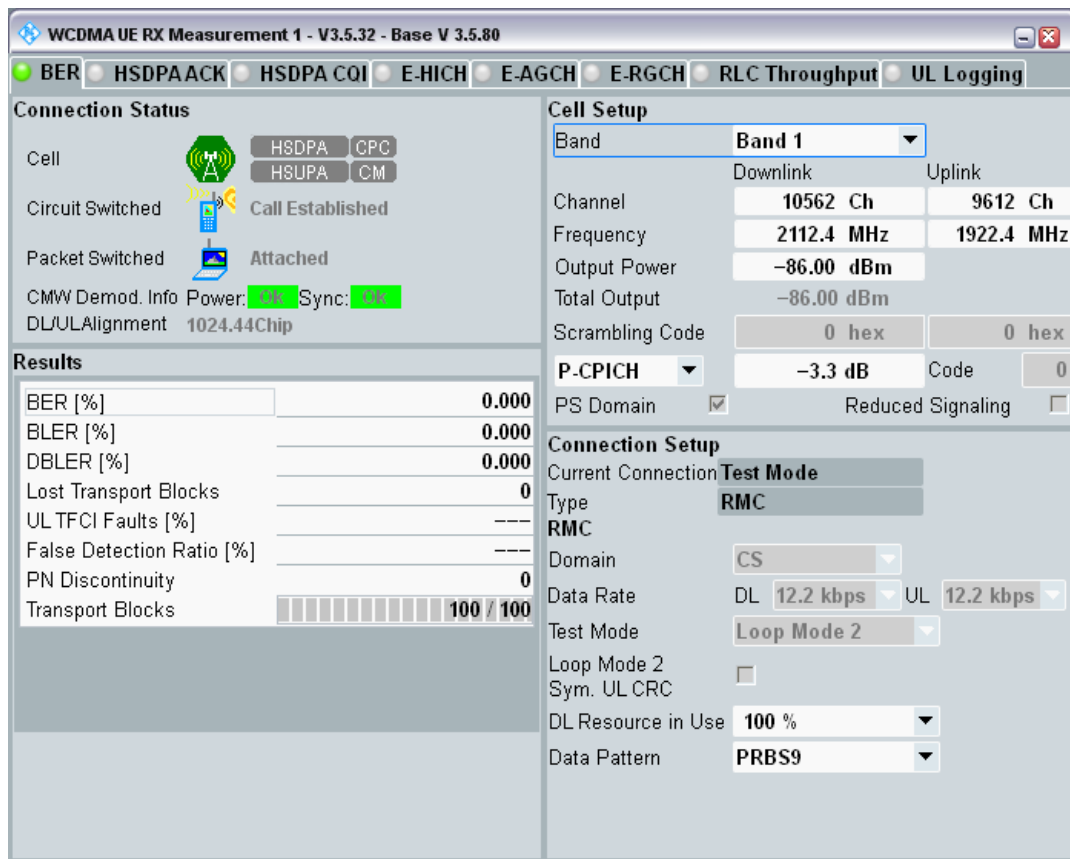 WCDMA UE RX Measurement 1 - V3.5.32 - Base V 3.5.80
BER HSDPA ACK HSDPA CQI E-HICH E-AGCH E-RGCH RLC Throughput UL Logging
Connection Status
Cell HSDPA CPC
HSUPA CM
Circuit Switched Call Established
Packet Switched Attached
CMW Demod. Info Power: Ok Sync: Ok
DL/UL Alignment 1024.44Chip
Results
BER [%] 0.000
BLER [%] 0.000
DBLER [%] 0.000
Lost Transport Blocks 0
UL TFCI Faults [%] ---
False Detection Ratio [%] ---
PN Discontinuity 0
Transport Blocks 100 / 100
Cell Setup
Band Band 1
Downlink Uplink
Channel 10562 Ch 9612 Ch
Frequency 2112.4 MHz 1922.4 MHz
Output Power −86.00 dBm
Total Output −86.00 dBm
Scrambling Code 0 hex 0 hex
P-CPICH −3.3 dB Code 0
PS Domain Reduced Signaling
Connection Setup
Current Connection Test Mode
Type RMC
RMC
Domain CS
Data Rate DL 12.2 kbps UL 12.2 kbps
Test Mode Loop Mode 2
Loop Mode 2
Sym. UL CRC
DL Resource in Use 100 %
Data Pattern PRBS9